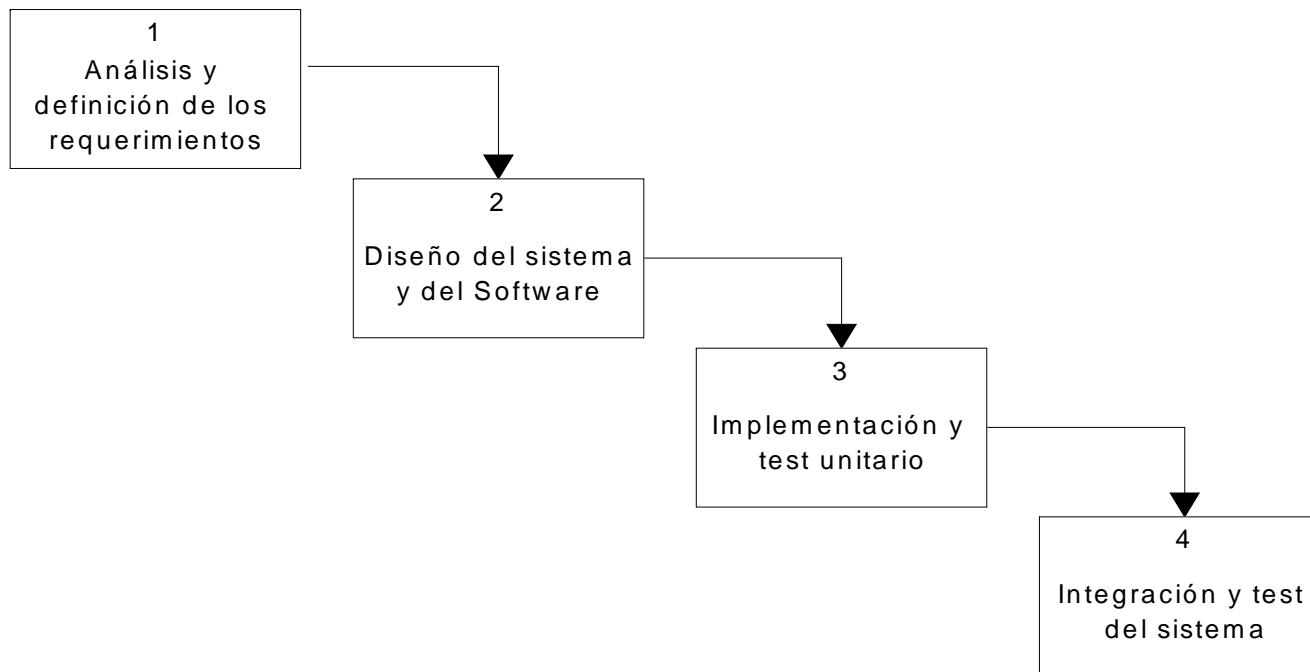 1
Análisis y
definición de los
requerimientos
2
Diseño del sistema
y del Software
3
Implementación y
test unitario
4
Integración y test
del sistema